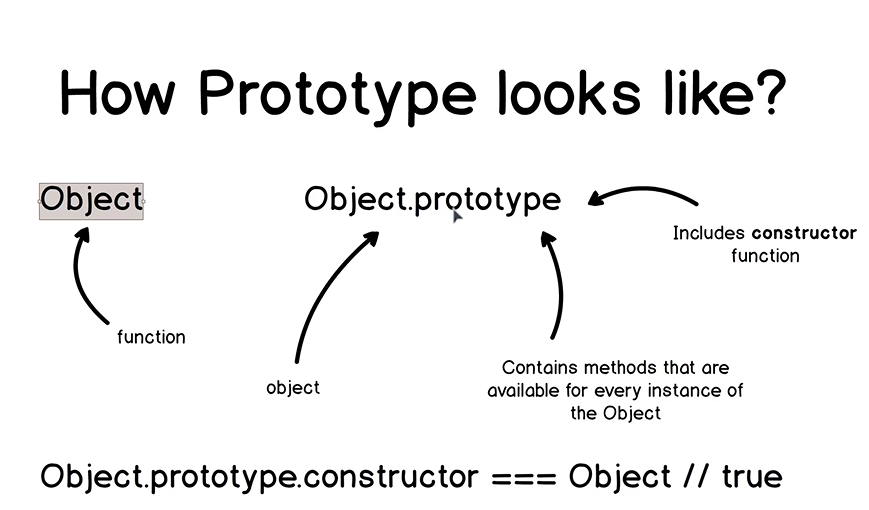 How Prototype looks like?
Object
Object.prototype
Includes constructor
function
function
object
Contains methods that are
available for every instance of
the Object
Object.prototype.constructor === Object // true